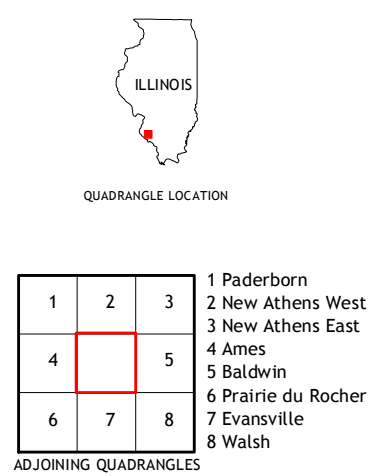 ILLINOIS
QUADRANGLE LOCATION
1 2 3
4 5
6 7 8
1 Paderborn
2 New Athens West
3 New Athens East
4 Ames
5 Baldwin
6 Prairie du Rocher
7 Evansville
8 Walsh
ADJOINING QUADRANGLES